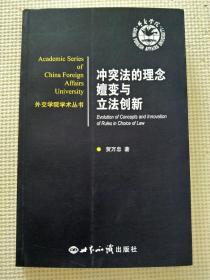 Academic Series
of
China Foreign
Affairs
University
外交学院学术丛书
冲突法的理念
嬗变与
立法创新
Evolution of Concepts and Innovation
of Rules in Choice of Law
贺万忠 著
世界知识出版社